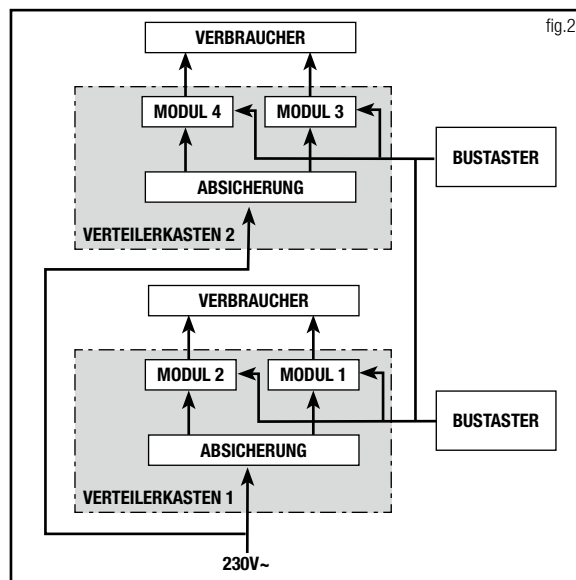 fig.2
VERBRAUCHER
MODUL 4
MODUL 3
BUSTASTER
ABSICHERUNG
VERTEILERKASTEN 2
VERBRAUCHER
MODUL 2
MODUL 1
BUSTASTER
ABSICHERUNG
VERTEILERKASTEN 1
230V~